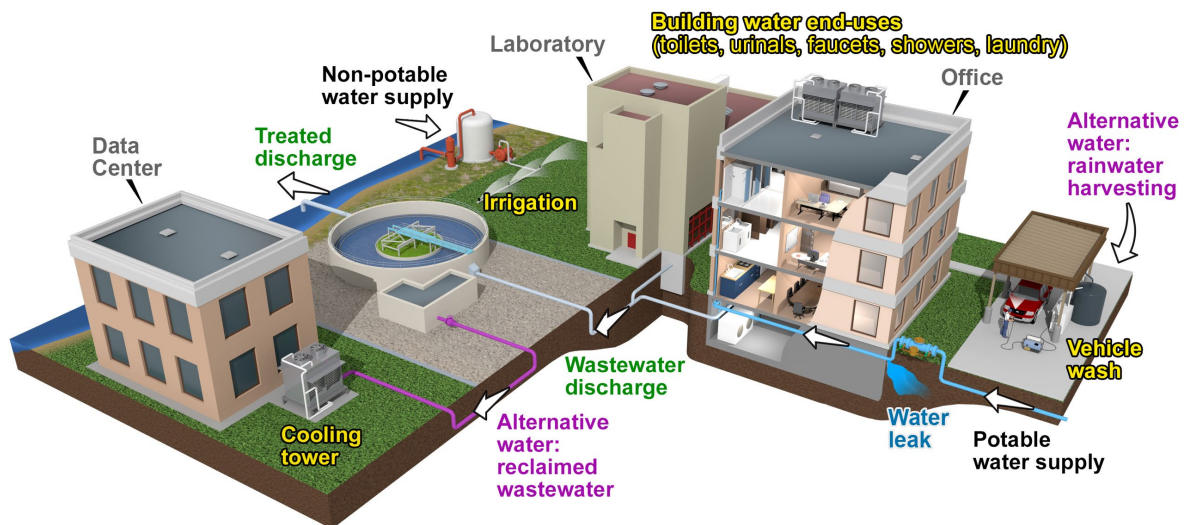 Building water end-uses
(toilets, urinals, faucets, showers, laundry)
Laboratory
Office
Non-potable
water supply
Treated
discharge
Data
Center
Alternative
water:
rainwater
harvesting
Irrigation
Wastewater
discharge
Vehicle
wash
Water
leak
Potable
water supply
Cooling
tower
Alternative
water:
reclaimed
wastewater